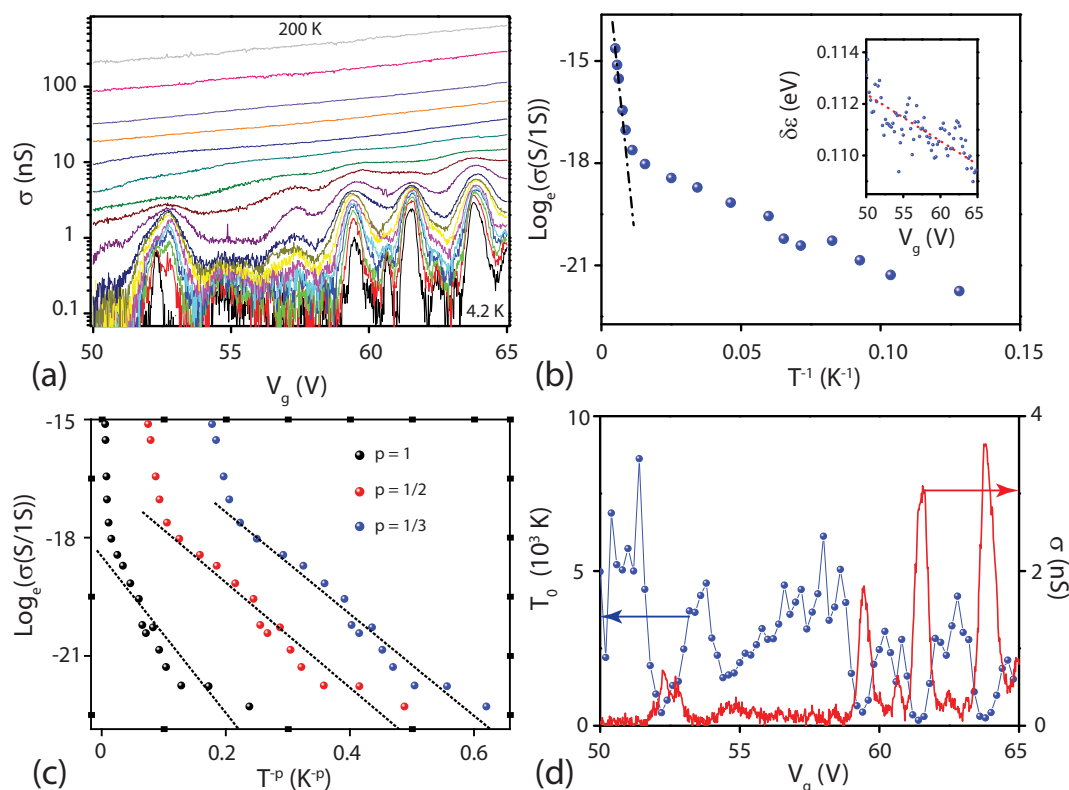 200 K
100
10
1
0.1
σ (nS)
4.2 K
50 55 60 65
V_g (V)
(a)
-15
-18
-21
Log_e(σ(S/1S))
0.114
0.112
0.110
δε (eV)
50 55 60 65
V_g (V)
0.00 0.05 0.10 0.15
T⁻¹ (K⁻¹)
(b)
-15
-18
-21
Log_e(σ(S/1S))
p = 1
p = 1/2
p = 1/3
0.0 0.2 0.4 0.6
T⁻ᵖ (K⁻ᵖ)
(c)
10
5
0
T₀ (10³ K)
4
2
0
σ (nS)
50 55 60 65
V_g (V)
(d)